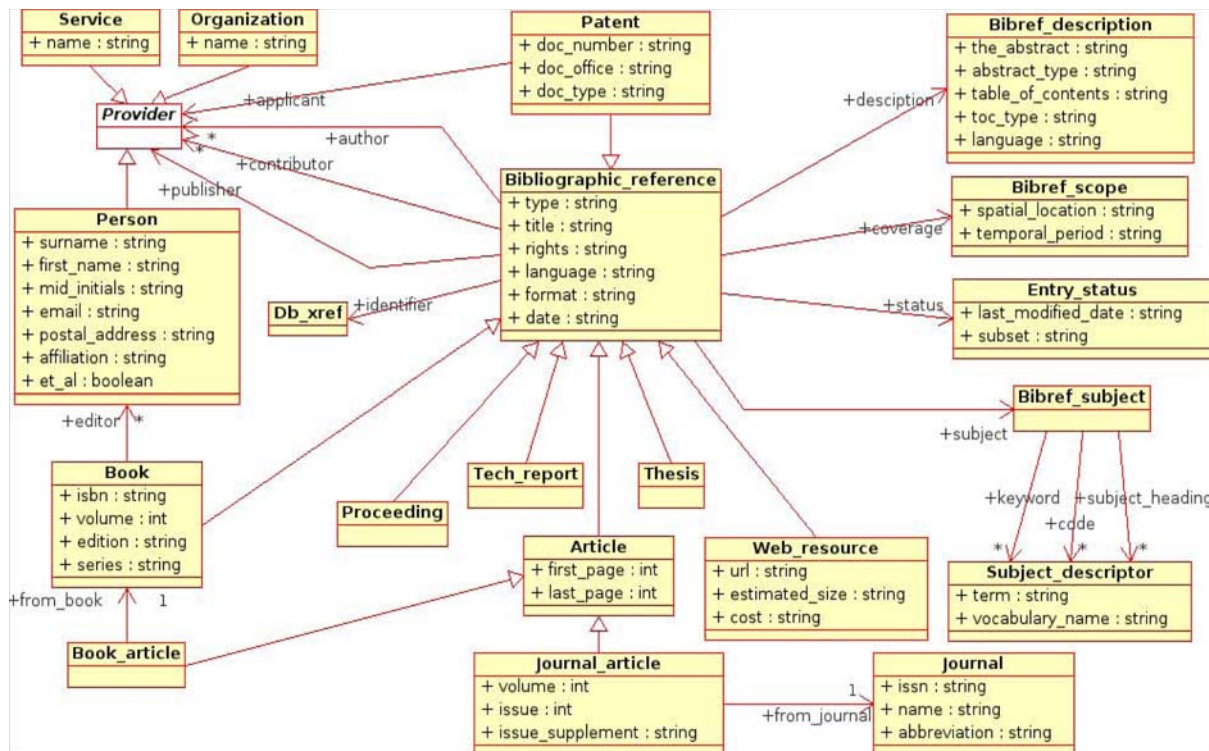 Service
+ name : string
Organization
+ name : string
Patent
+ doc_number : string
+ doc_office : string
+ doc_type : string
Bibref_description
+ the_abstract : string
+ abstract_type : string
+ table_of_contents : string
+ toc_type : string
+ language : string
+applicant
+desciption
Provider
*
+author
*
+contributor
+publisher
Bibliographic_reference
+ type : string
+ title : string
+ rights : string
+ language : string
+ format : string
+ date : string
Bibref_scope
+ spatial_location : string
+ temporal_period : string
+coverage
Person
+ surname : string
+ first_name : string
+ mid_initials : string
+ email : string
+ postal_address : string
+ affiliation : string
+ et_al : boolean
Db_xref
+identifier
+status
Entry_status
+ last_modified_date : string
+ subset : string
+editor
*
Bibref_subject
+subject
Book
+ isbn : string
+ volume : int
+ edition : string
+ series : string
Tech_report
Thesis
Proceeding
+keyword
+subject_heading
+code
*
*
*
Article
+ first_page : int
+ last_page : int
Web_resource
+ url : string
+ estimated_size : string
+ cost : string
Subject_descriptor
+ term : string
+ vocabulary_name : string
+from_book
1
Book_article
Journal_article
+ volume : int
+ issue : int
+ issue_supplement : string
1
+from_journal
Journal
+ issn : string
+ name : string
+ abbreviation : string